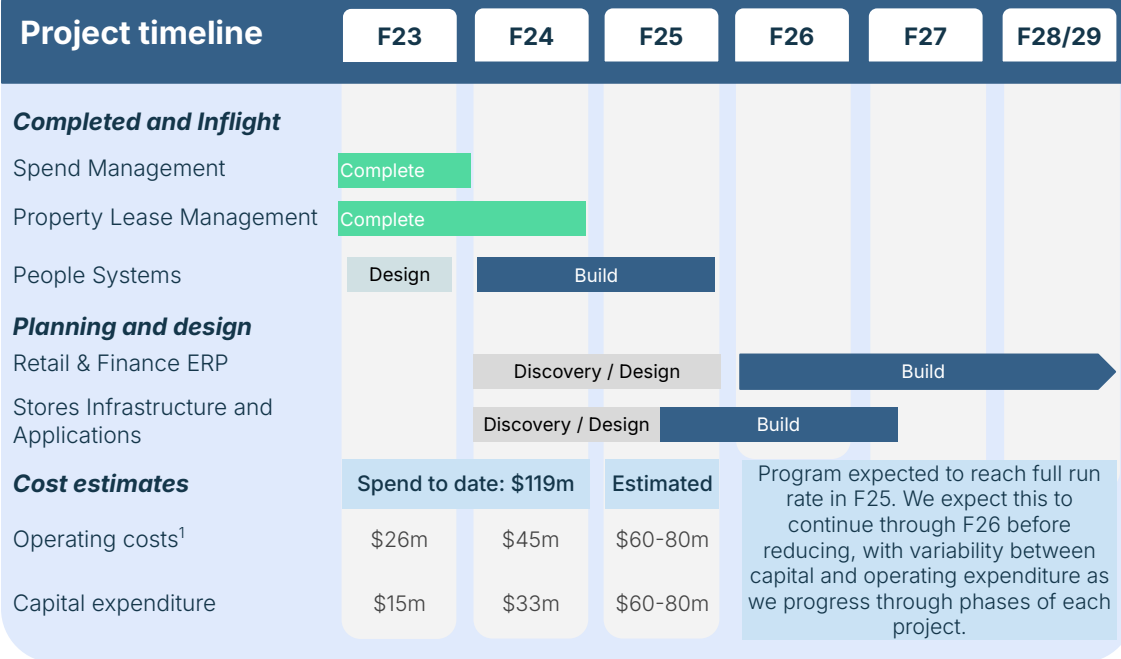 Project timeline F23 F24 F25 F26 F27 F28/29
Completed and Inflight
Spend Management Complete
Property Lease Management Complete
People Systems Design Build
Planning and design
Retail & Finance ERP Discovery / Design Build
Stores Infrastructure and
Applications Discovery / Design Build
Cost estimates Spend to date: $119m Estimated
Operating costs1 $26m $45m $60-80m
Capital expenditure $15m $33m $60-80m
Program expected to reach full run
rate in F25. We expect this to
continue through F26 before
reducing, with variability between
capital and operating expenditure as
we progress through phases of each
project.